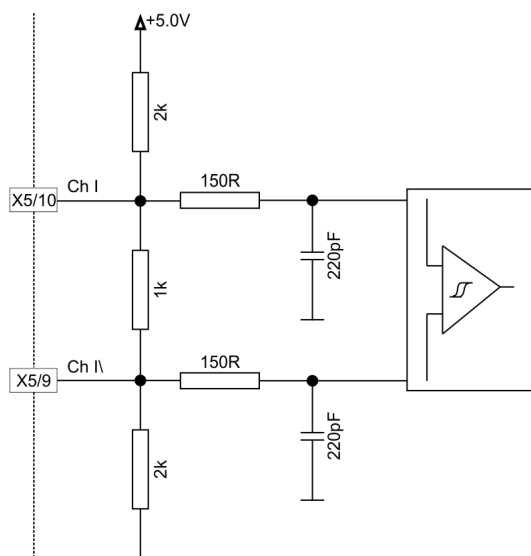 +5.0V
2k
X5/10
Ch I
150R
220pF
1k
X5/9
Ch I\
150R
220pF
2k